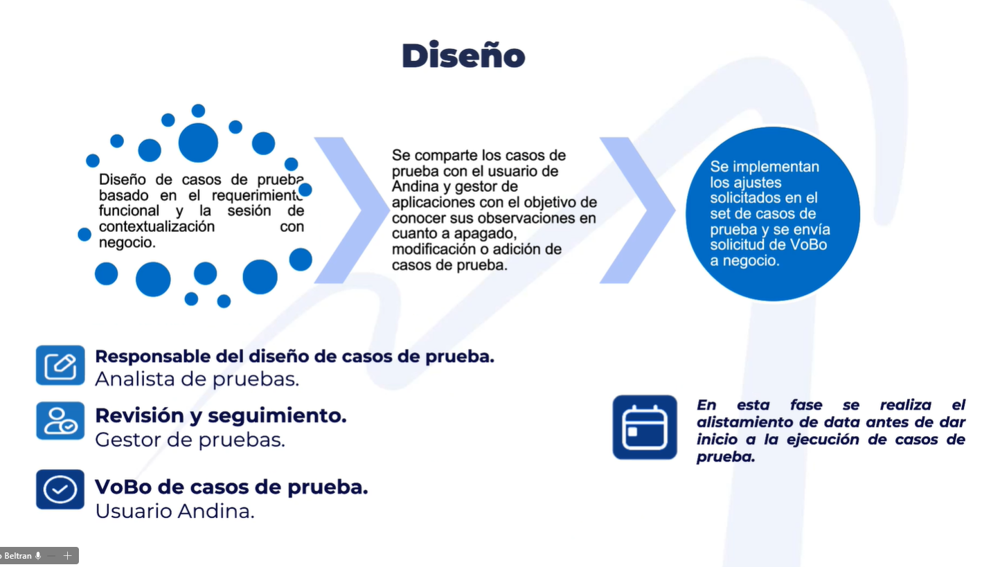 Diseño
Diseño de casos de prueba
basado en el requerimiento
funcional y la sesión de
contextualización con
negocio.
Se comparte los casos de
prueba con el usuario de
Andina y gestor de
aplicaciones con el objetivo de
conocer sus observaciones en
cuanto a apagado,
modificación o adición de
casos de prueba.
Se implementan
los ajustes
solicitados en el
set de casos de
prueba y se envía
solicitud de VoBo
a negocio.
Responsable del diseño de casos de prueba.
Analista de pruebas.
Revisión y seguimiento.
Gestor de pruebas.
VoBo de casos de prueba.
Usuario Andina.
En esta fase se realiza el
alistamiento de data antes de dar
inicio a la ejecución de casos de
prueba.
o Beltran